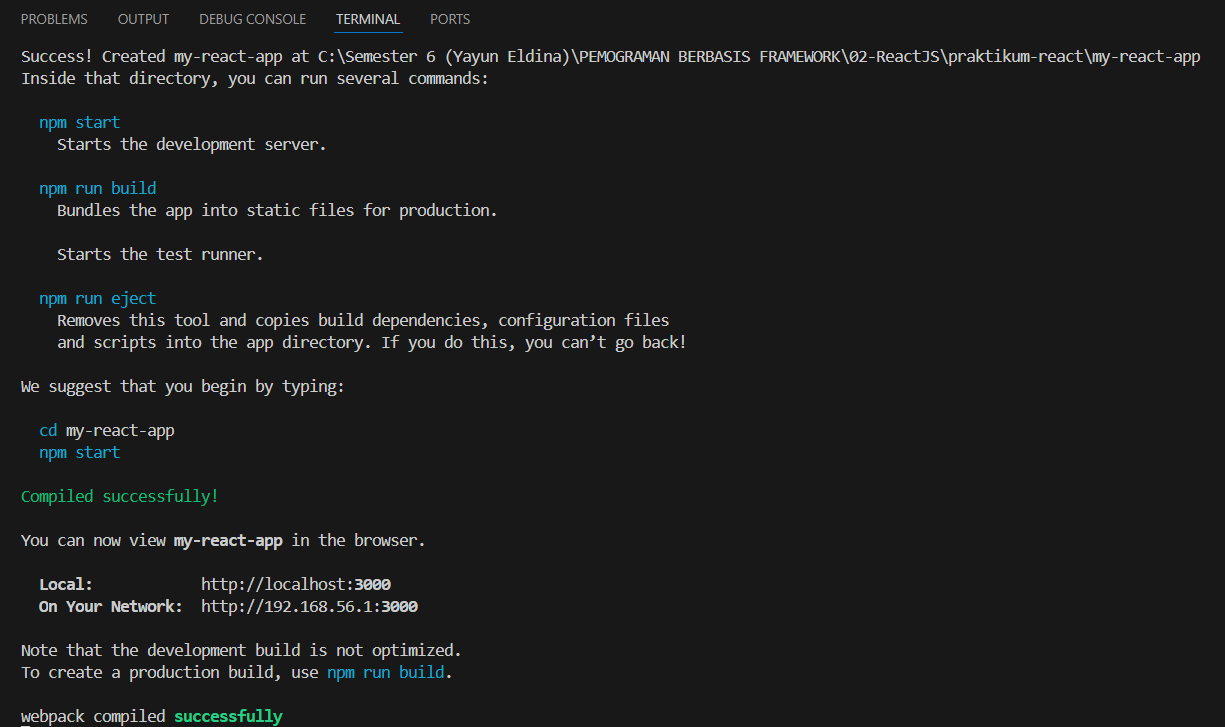 PROBLEMS OUTPUT DEBUG CONSOLE TERMINAL PORTS
Success! Created my-react-app at C:\Semester 6 (Yayun Eldina)\PEMOGRAMAN BERBASIS FRAMEWORK\02-ReactJS\praktikum-react\my-react-app
Inside that directory, you can run several commands:
npm start
Starts the development server.
npm run build
Bundles the app into static files for production.
Starts the test runner.
npm run eject
Removes this tool and copies build dependencies, configuration files
and scripts into the app directory. If you do this, you can’t go back!
We suggest that you begin by typing:
cd my-react-app
npm start
Compiled successfully!
You can now view my-react-app in the browser.
Local: http://localhost:3000
On Your Network: http://192.168.56.1:3000
Note that the development build is not optimized.
To create a production build, use npm run build.
webpack compiled successfully